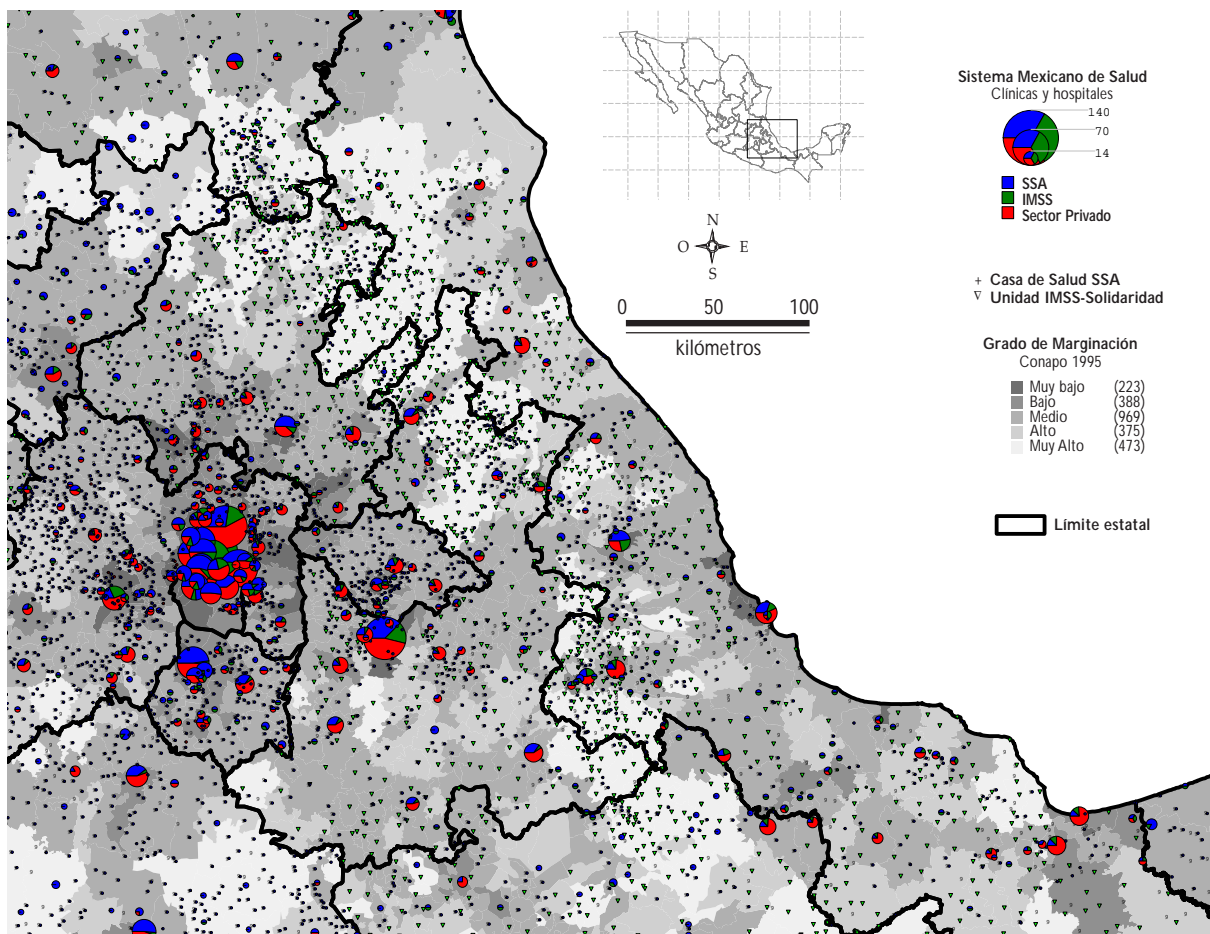 Sistema Mexicano de Salud
Clínicas y hospitales
140
70
14
SSA
IMSS
Sector Privado
N
O E
S
+ Casa de Salud SSA
Unidad IMSS-Solidaridad
0 50 100
kilómetros
Grado de Marginación
Conapo 1995
Muy bajo (223)
Bajo (388)
Medio (969)
Alto (375)
Muy Alto (473)
Límite estatal